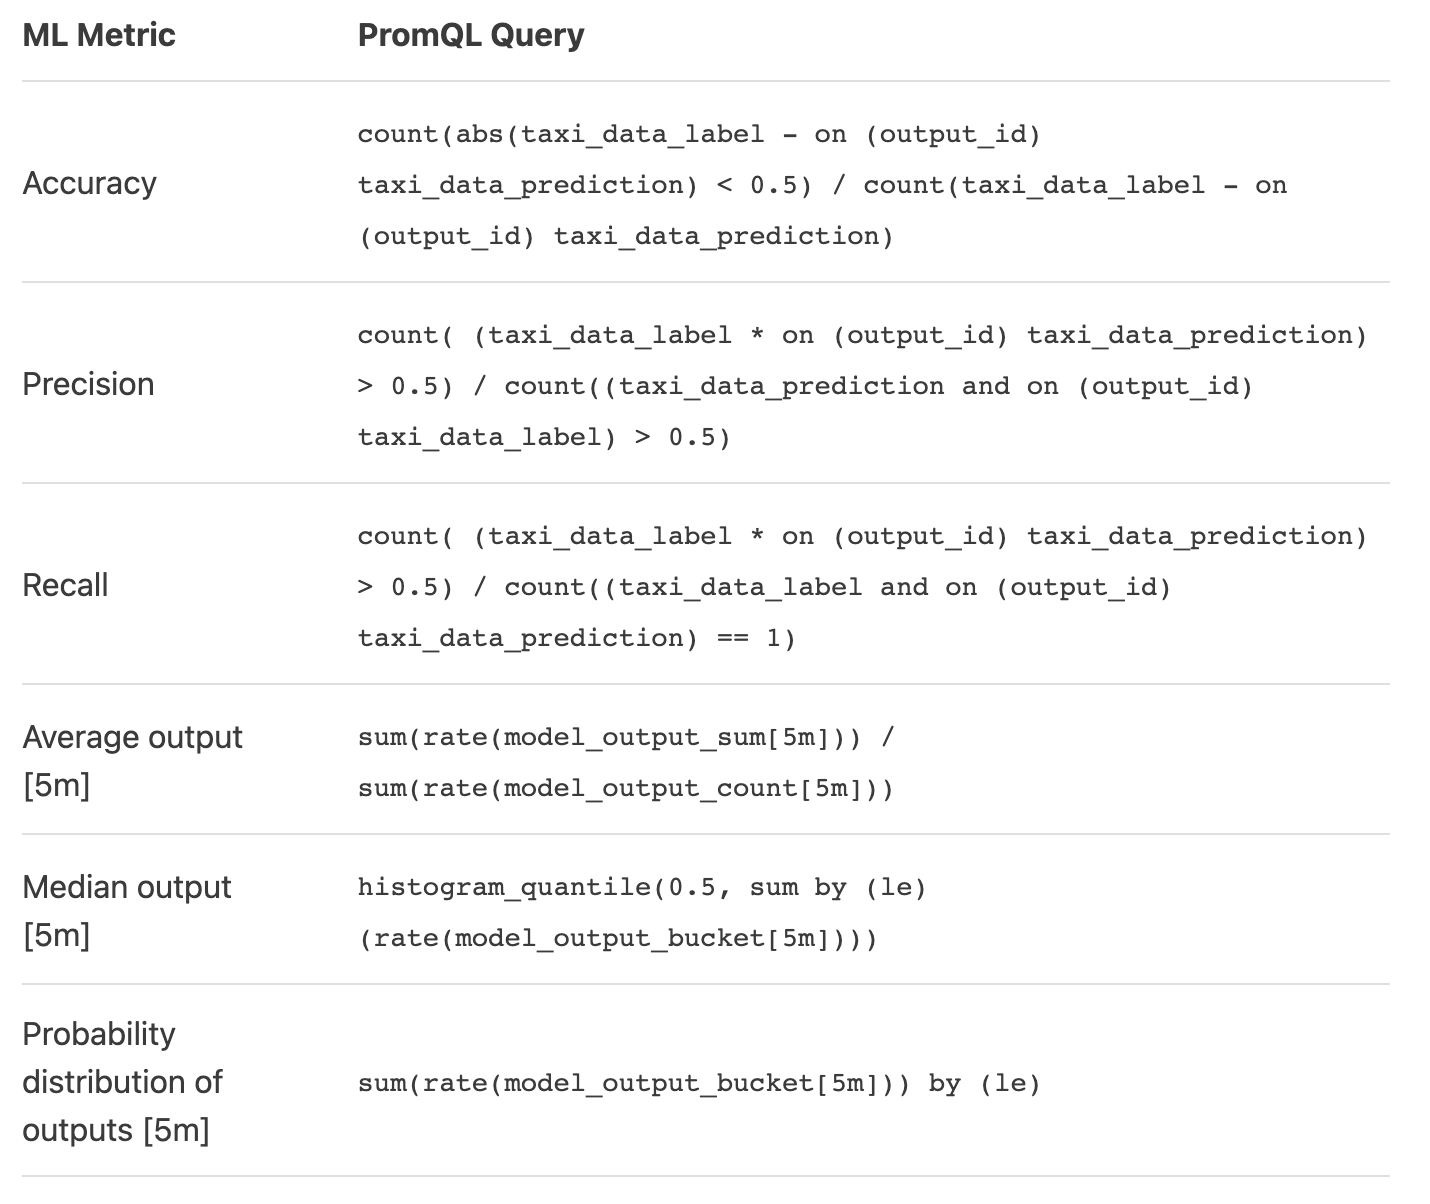 ML Metric
PromQL Query
Accuracy
count(abs(taxi_data_label - on (output_id)
taxi_data_prediction) < 0.5) / count(taxi_data_label - on
(output_id) taxi_data_prediction)
Precision
count( (taxi_data_label * on (output_id) taxi_data_prediction)
> 0.5) / count((taxi_data_prediction and on (output_id)
taxi_data_label) > 0.5)
Recall
count( (taxi_data_label * on (output_id) taxi_data_prediction)
> 0.5) / count((taxi_data_label and on (output_id)
taxi_data_prediction) == 1)
Average output
[5m]
sum(rate(model_output_sum[5m])) /
sum(rate(model_output_count[5m]))
Median output
[5m]
histogram_quantile(0.5, sum by (le)
(rate(model_output_bucket[5m])))
Probability
distribution of
outputs [5m]
sum(rate(model_output_bucket[5m])) by (le)